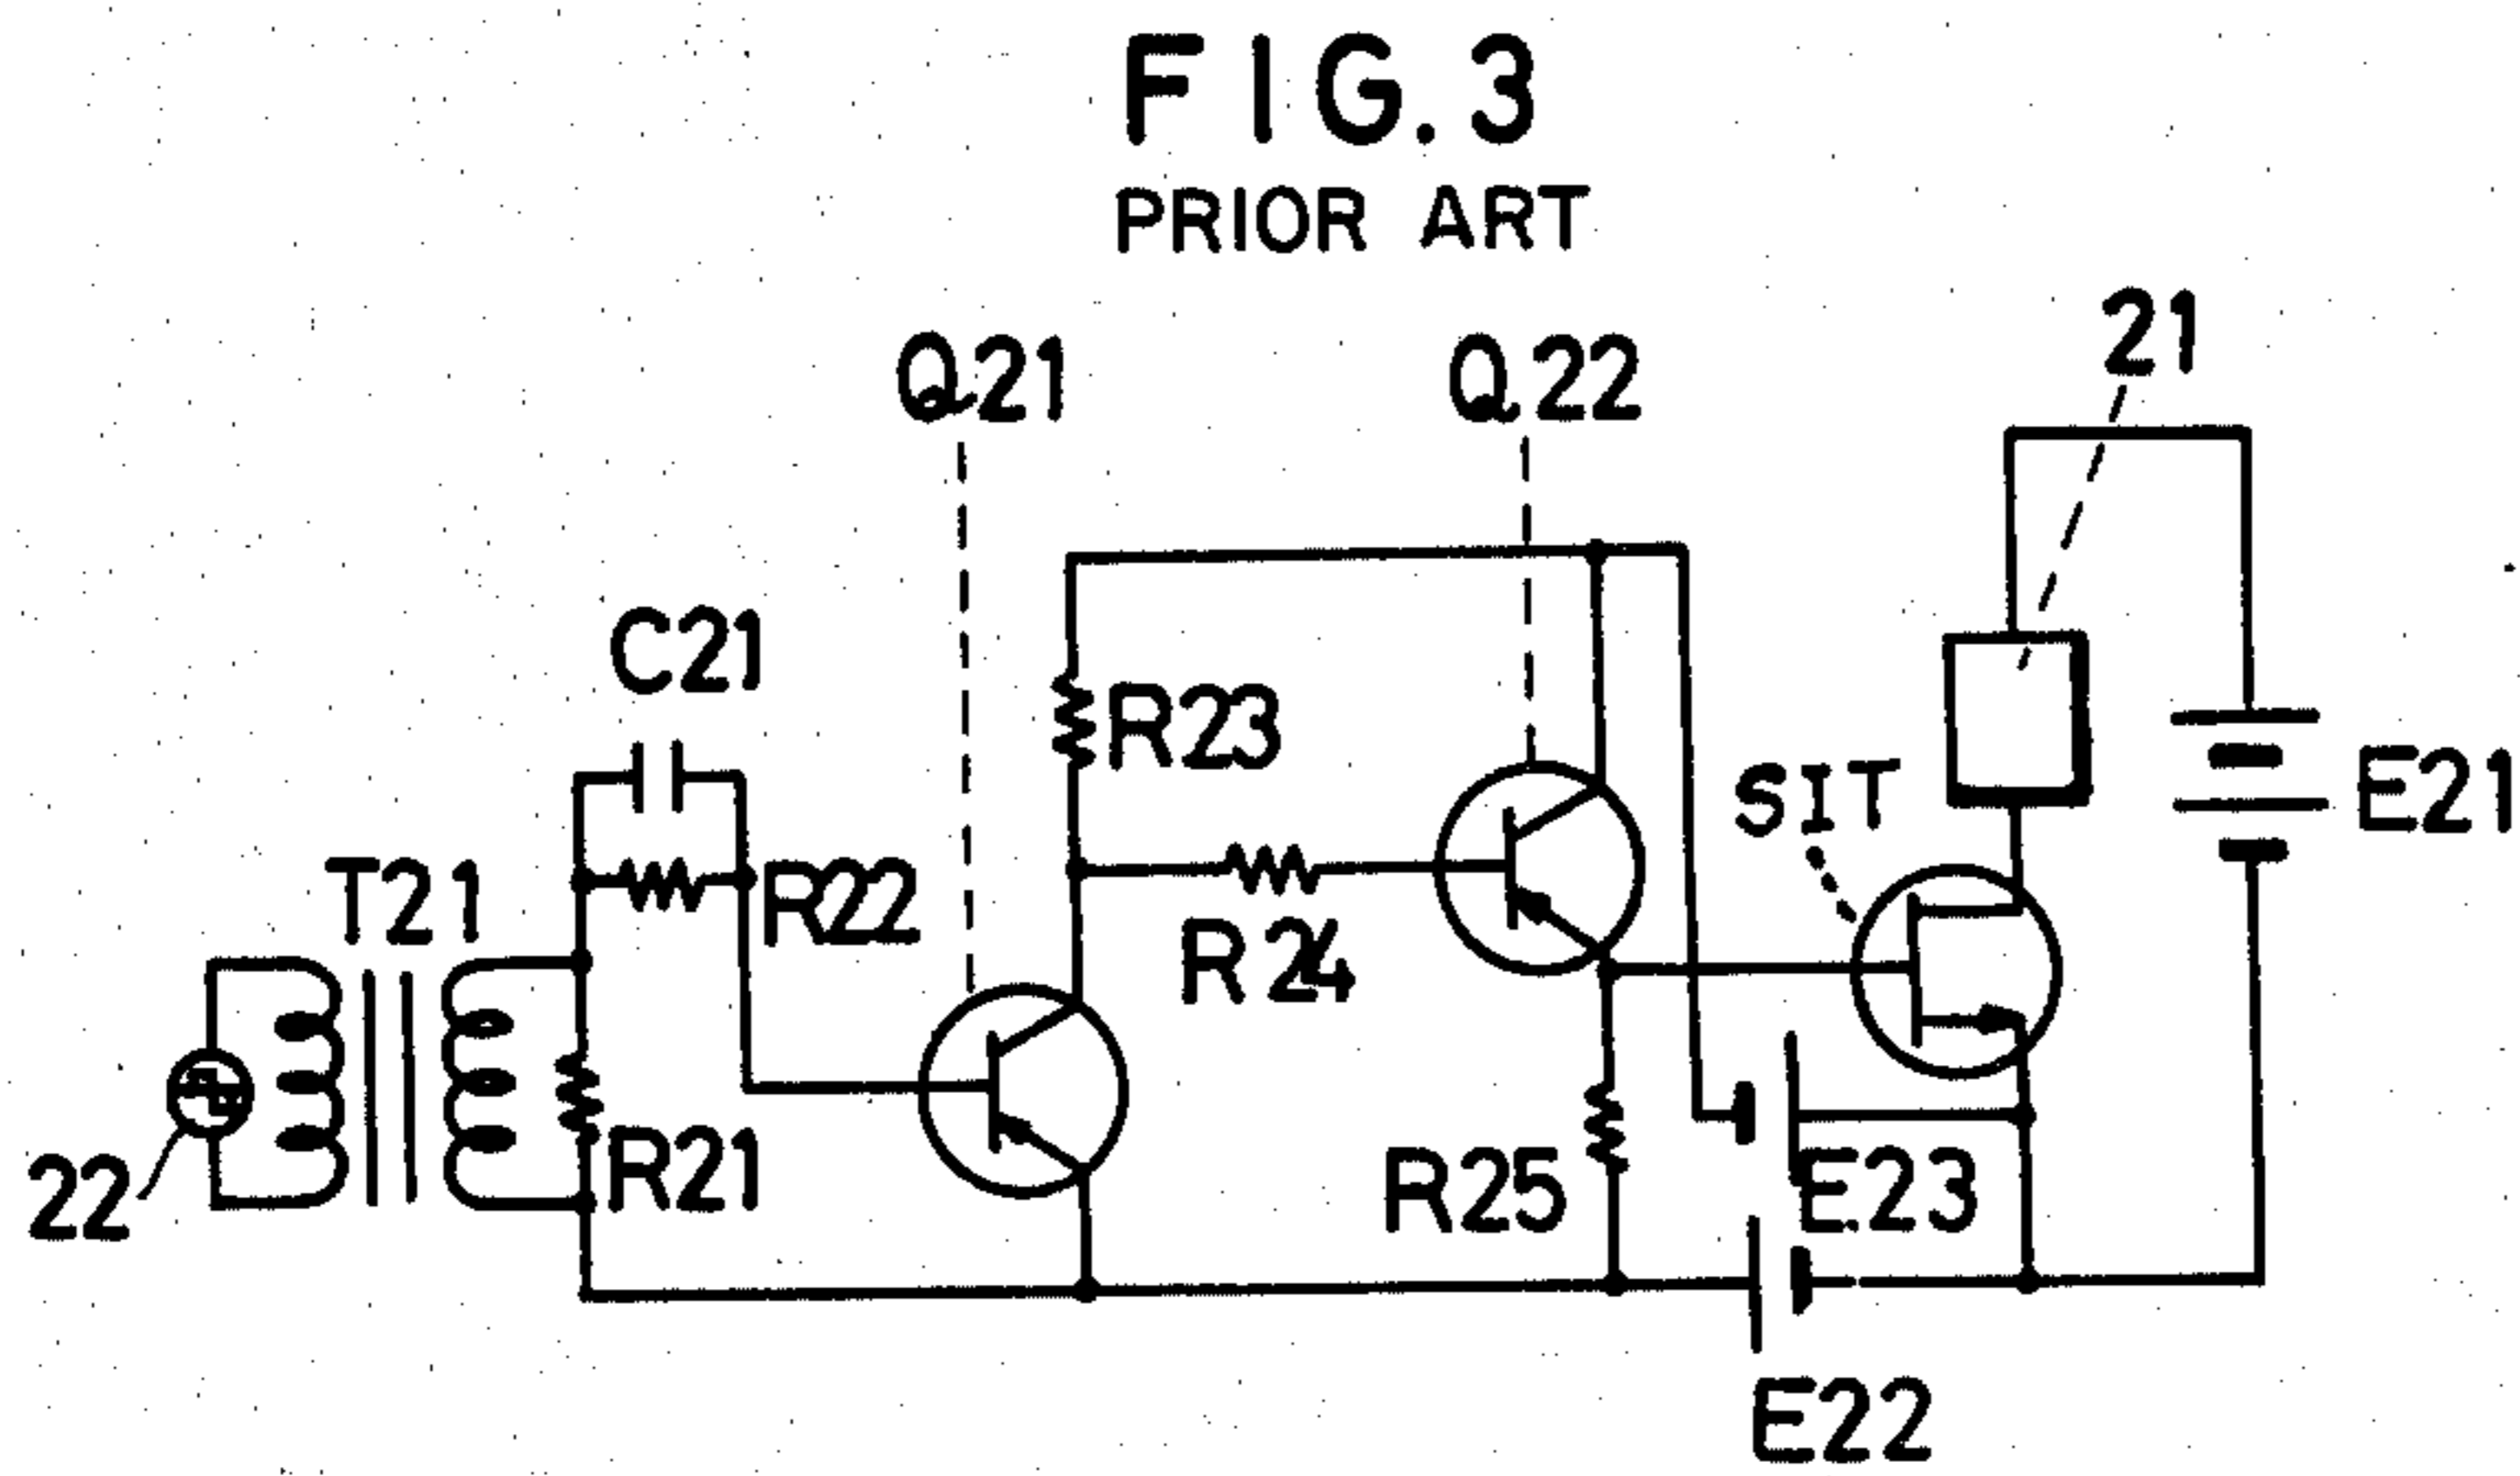 FIG.3
PRIOR ART
21
Q21
Q22
C21
R23
SIT
E21
T21
R22
R24
R21
22
R25
E23
E22